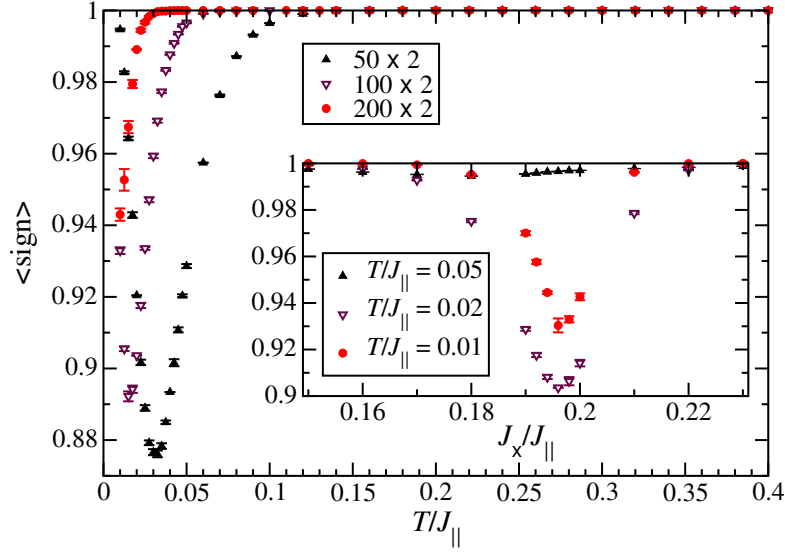 1
0.98
0.96
0.94
0.92
0.9
0.88
<sign>
0 0.05 0.1 0.15 0.2 0.25 0.3 0.35 0.4
T/J||
50 x 2
100 x 2
200 x 2
1
0.98
0.96
0.94
0.92
0.9
T/J|| = 0.05
T/J|| = 0.02
T/J|| = 0.01
0.16 0.18 0.2 0.22
Jx/J||